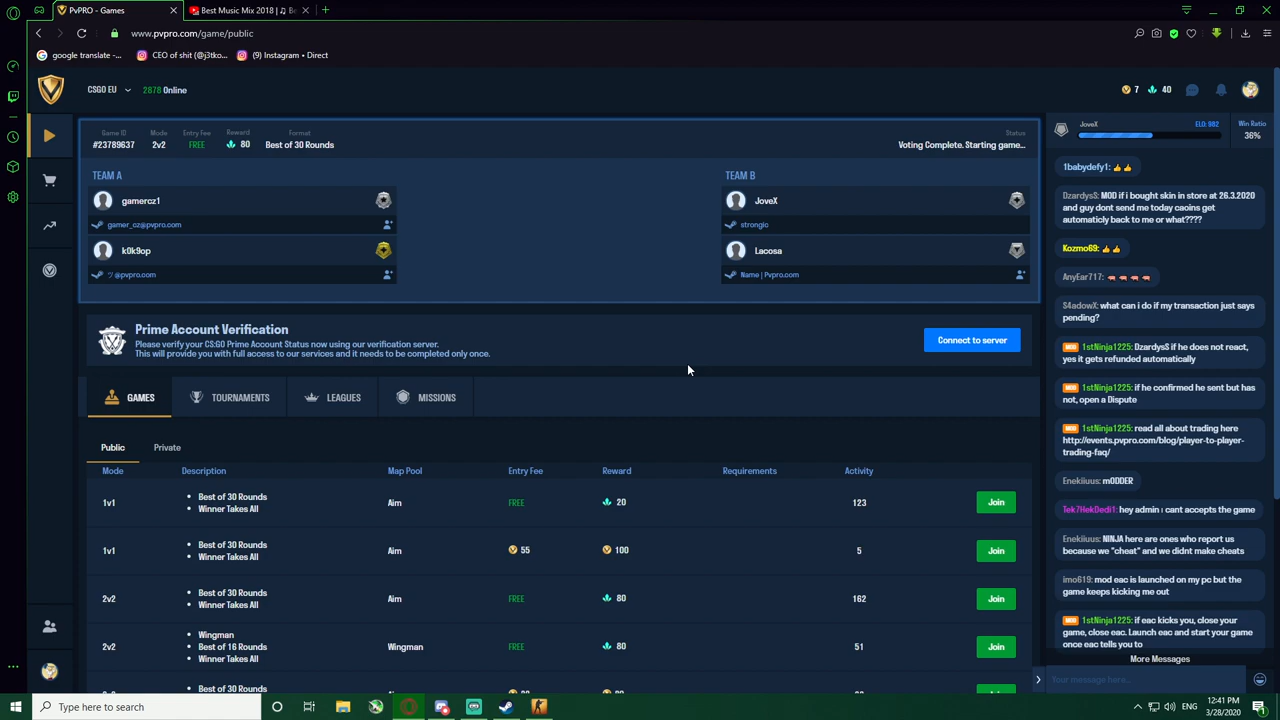 PvPRO - Games
Best Music Mix 2018 | ♫ Be
www.pvpro.com/game/public
google translate -...
CEO of shit (@j3tko...
(9) Instagram • Direct
CSGO EU
2878 Online
7
40
Game ID
#23789637
Mode
2v2
Entry Fee
FREE
Reward
80
Format
Best of 30 Rounds
Status
Voting Complete. Starting game...
TEAM A
gamercz1
gamer_cz@pvpro.com
k0k9op
ツ @pvpro.com
TEAM B
JoveX
strongic
Lacosa
Name | Pvpro.com
Prime Account Verification
Please verify your CS:GO Prime Account Status now using our verification server.
This will provide you with full access to our services and it needs to be completed only once.
Connect to server
GAMES
TOURNAMENTS
LEAGUES
MISSIONS
Public
Private
Mode Description Map Pool Entry Fee Reward Requirements Activity
1v1
• Best of 30 Rounds
• Winner Takes All
Aim FREE 20 123 Join
1v1
• Best of 30 Rounds
• Winner Takes All
Aim 55 100 5 Join
2v2
• Best of 30 Rounds
• Winner Takes All
Aim FREE 80 162 Join
2v2
• Wingman
• Best of 16 Rounds
• Winner Takes All
Wingman FREE 80 51 Join
• Best of 30 Rounds
JoveX
ELO: 982
Win Ratio
36%
1babydefy1: 👍👍
DzardysS: MOD if i bought skin in store at 26.3.2020
and guy dont send me today caoins get
automaticly back to me or what????
Kozmo69: 👍👍
AnyEar717:
S4adowX: what can i do if my transaction just says
pending?
MOD 1stNinja1225: DzardysS if he does not react,
yes it gets refunded automatically
MOD 1stNinja1225: if he confirmed he sent but has
not, open a Dispute
MOD 1stNinja1225: read all about trading here
http://events.pvpro.com/blog/player-to-player-
trading-faq/
Enekiiuus: mODDER
Tek7HekDedi1: hey admin ı cant accepts the game
Enekiiuus: NINJA here are ones who report us
because we "cheat" and we didnt make cheats
imo619: mod eac is launched on my pc but the
game keeps kicking me out
MOD 1stNinja1225: if eac kicks you, close your
game, close eac. Launch eac and start your game
once eac tells you to
More Messages
Your message here...
Type here to search
ENG
12:41 PM
3/28/2020
1